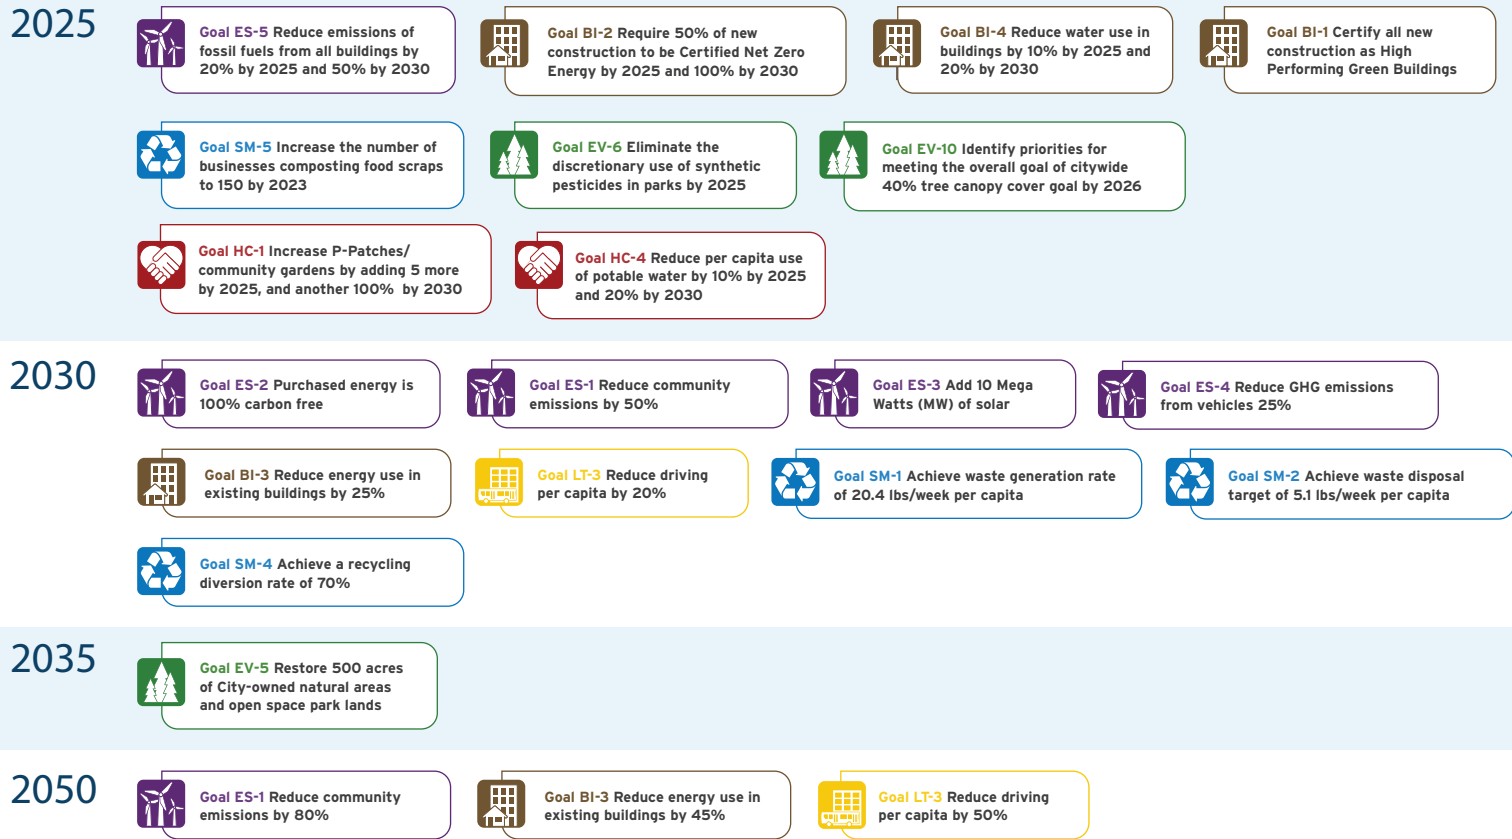 2025
Goal ES-5 Reduce emissions of
fossil fuels from all buildings by
20% by 2025 and 50% by 2030
Goal BI-2 Require 50% of new
construction to be Certified Net Zero
Energy by 2025 and 100% by 2030
Goal BI-4 Reduce water use in
buildings by 10% by 2025 and
20% by 2030
Goal BI-1 Certify all new
construction as High
Performing Green Buildings
Goal SM-5 Increase the number of
businesses composting food scraps
to 150 by 2023
Goal EV-6 Eliminate the
discretionary use of synthetic
pesticides in parks by 2025
Goal EV-10 Identify priorities for
meeting the overall goal of citywide
40% tree canopy cover goal by 2026
Goal HC-1 Increase P-Patches/
community gardens by adding 5 more
by 2025, and another 100% by 2030
Goal HC-4 Reduce per capita use
of potable water by 10% by 2025
and 20% by 2030
2030
Goal ES-2 Purchased energy is
100% carbon free
Goal ES-1 Reduce community
emissions by 50%
Goal ES-3 Add 10 Mega
Watts (MW) of solar
Goal ES-4 Reduce GHG emissions
from vehicles 25%
Goal BI-3 Reduce energy use in
existing buildings by 25%
Goal LT-3 Reduce driving
per capita by 20%
Goal SM-1 Achieve waste generation rate
of 20.4 lbs/week per capita
Goal SM-2 Achieve waste disposal
target of 5.1 lbs/week per capita
Goal SM-4 Achieve a recycling
diversion rate of 70%
2035
Goal EV-5 Restore 500 acres
of City-owned natural areas
and open space park lands
2050
Goal ES-1 Reduce community
emissions by 80%
Goal BI-3 Reduce energy use in
existing buildings by 45%
Goal LT-3 Reduce driving
per capita by 50%